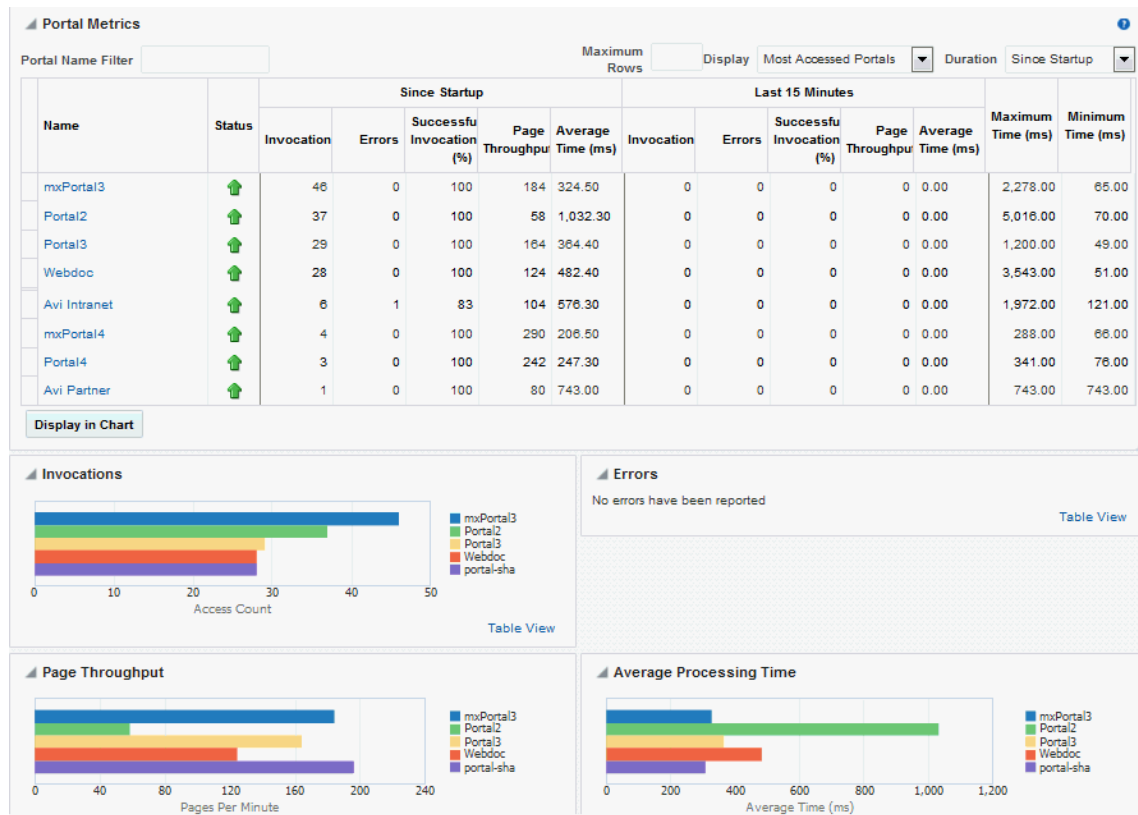 Portal Metrics
Portal Name Filter Maximum Rows Display Most Accessed Portals Duration Since Startup
Name Status Since Startup Last 15 Minutes Maximum Time (ms) Minimum Time (ms)
Invocation Errors Successfu Invocation (%) Page Throughput Average Time (ms) Invocation Errors Successfu Invocation (%) Page Throughput Average Time (ms)
mxPortal3 46 0 100 184 324.50 0 0 0 0 0.00 2,278.00 65.00
Portal2 37 0 100 58 1,032.30 0 0 0 0 0.00 5,016.00 70.00
Portal3 29 0 100 164 364.40 0 0 0 0 0.00 1,200.00 49.00
Webdoc 28 0 100 124 482.40 0 0 0 0 0.00 3,543.00 51.00
Avi Intranet 6 1 83 104 576.30 0 0 0 0 0.00 1,972.00 121.00
mxPortal4 4 0 100 290 206.50 0 0 0 0 0.00 288.00 66.00
Portal4 3 0 100 242 247.30 0 0 0 0 0.00 341.00 76.00
Avi Partner 1 0 100 80 743.00 0 0 0 0 0.00 743.00 743.00
Display in Chart
Invocations
mxPortal3
Portal2
Portal3
Webdoc
portal-sha
0 10 20 30 40 50
Access Count
Table View
Errors
No errors have been reported
Table View
Page Throughput
mxPortal3
Portal2
Portal3
Webdoc
portal-sha
0 40 80 120 160 200 240
Pages Per Minute
Average Processing Time
mxPortal3
Portal2
Portal3
Webdoc
portal-sha
0 200 400 600 800 1,000 1,200
Average Time (ms)